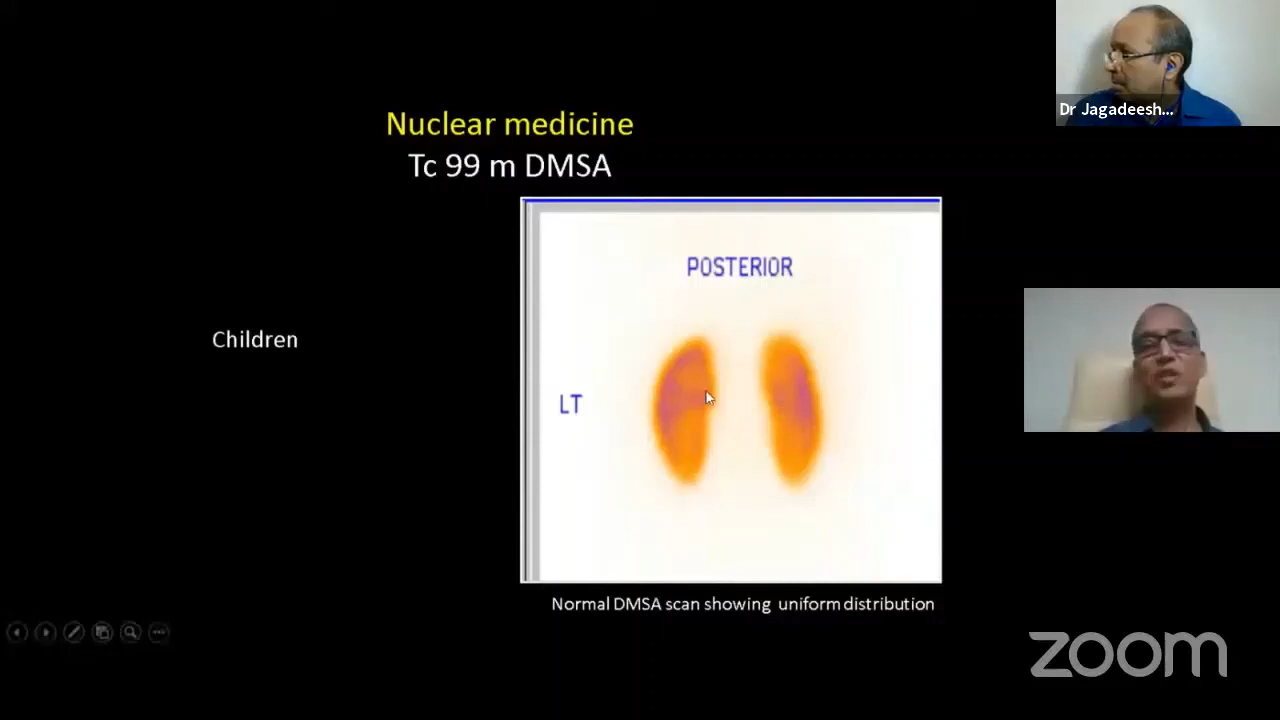 Dr Jagadeesh...
Nuclear medicine
Tc 99 m DMSA
POSTERIOR
Children
LT
Normal DMSA scan showing uniform distribution
zoom